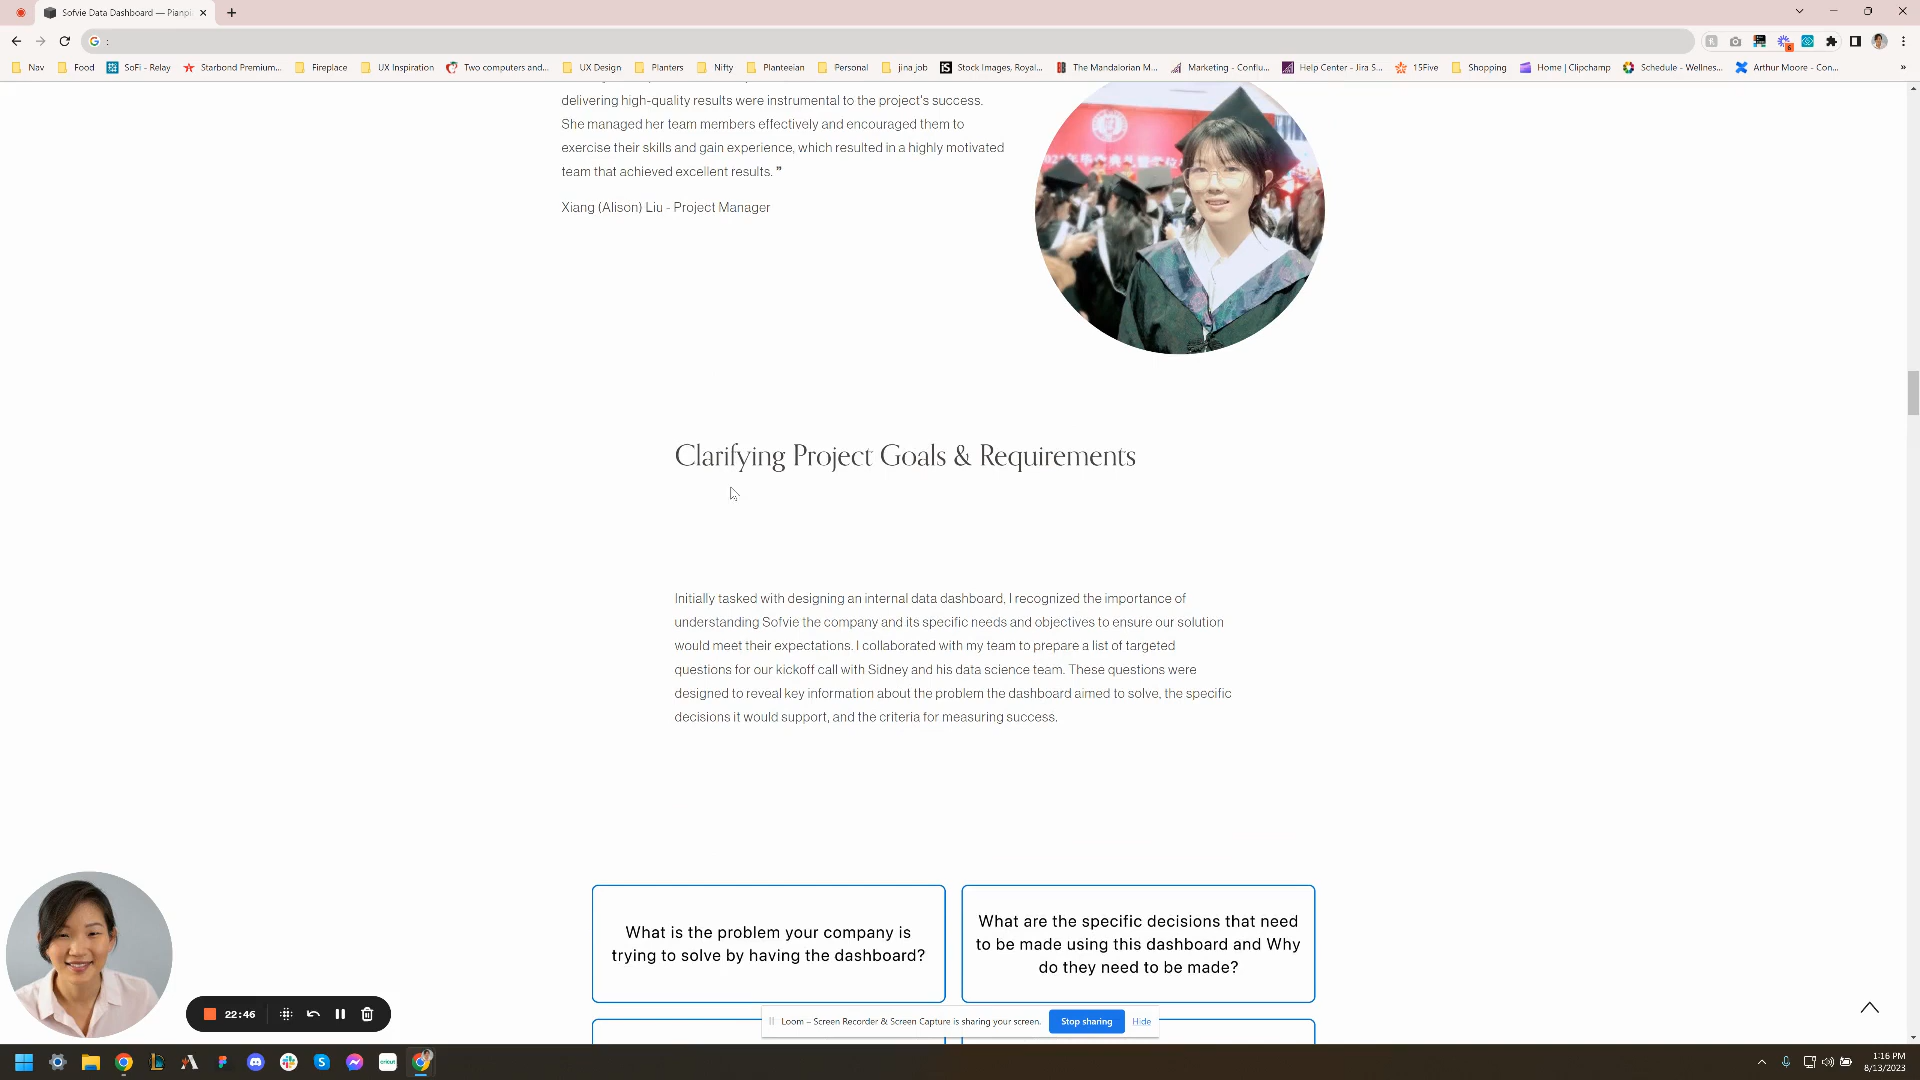 Sofvie Data Dashboard — Pianpi
:
Nav
Food
SoFi - Relay
Starbond Premium...
Fireplace
UX Inspiration
Two computers and...
UX Design
Planters
Nifty
Planteeian
Personal
jina job
Stock Images, Royal...
The Mandalorian M...
Marketing - Conflu...
Help Center - Jira S...
15Five
Shopping
Home | Clipchamp
Schedule - Wellnes...
Arthur Moore - Con...
»
delivering high-quality results were instrumental to the project's success.
She managed her team members effectively and encouraged them to
exercise their skills and gain experience, which resulted in a highly motivated
team that achieved excellent results. ”
Xiang (Alison) Liu - Project Manager
Clarifying Project Goals & Requirements
Initially tasked with designing an internal data dashboard, I recognized the importance of
understanding Sofvie the company and its specific needs and objectives to ensure our solution
would meet their expectations. I collaborated with my team to prepare a list of targeted
questions for our kickoff call with Sidney and his data science team. These questions were
designed to reveal key information about the problem the dashboard aimed to solve, the specific
decisions it would support, and the criteria for measuring success.
What is the problem your company is
trying to solve by having the dashboard?
What are the specific decisions that need
to be made using this dashboard and Why
do they need to be made?
22:46
Loom – Screen Recorder & Screen Capture is sharing your screen.
Stop sharing
Hide
1:16 PM
8/13/2023